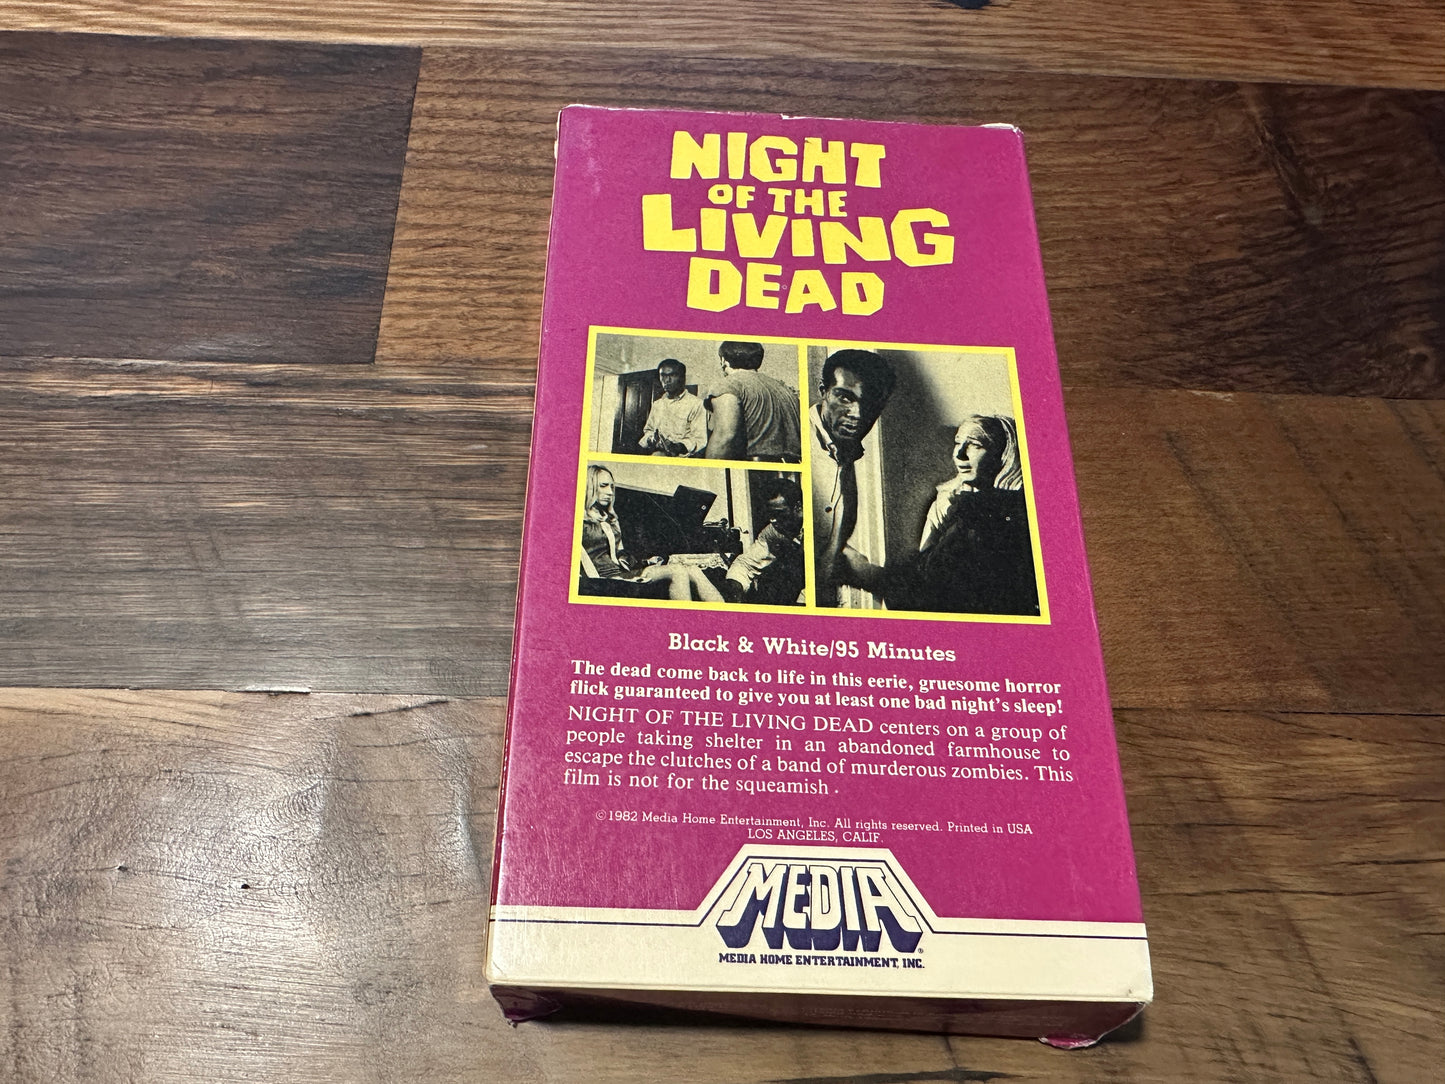 NIGHT
OF THE
LIVING
DEAD
Black & White/95 Minutes
The dead come back to life in this eerie, gruesome horror
flick guaranteed to give you at least one bad night's sleep!
NIGHT OF THE LIVING DEAD centers on a group of
people taking shelter in an abandoned farmhouse to
escape the clutches of a band of murderous zombies. This
film is not for the squeamish .
©1982 Media Home Entertainment, Inc. All rights reserved. Printed in USA
LOS ANGELES, CALIF.
MEDIA®
MEDIA HOME ENTERTAINMENT, INC.